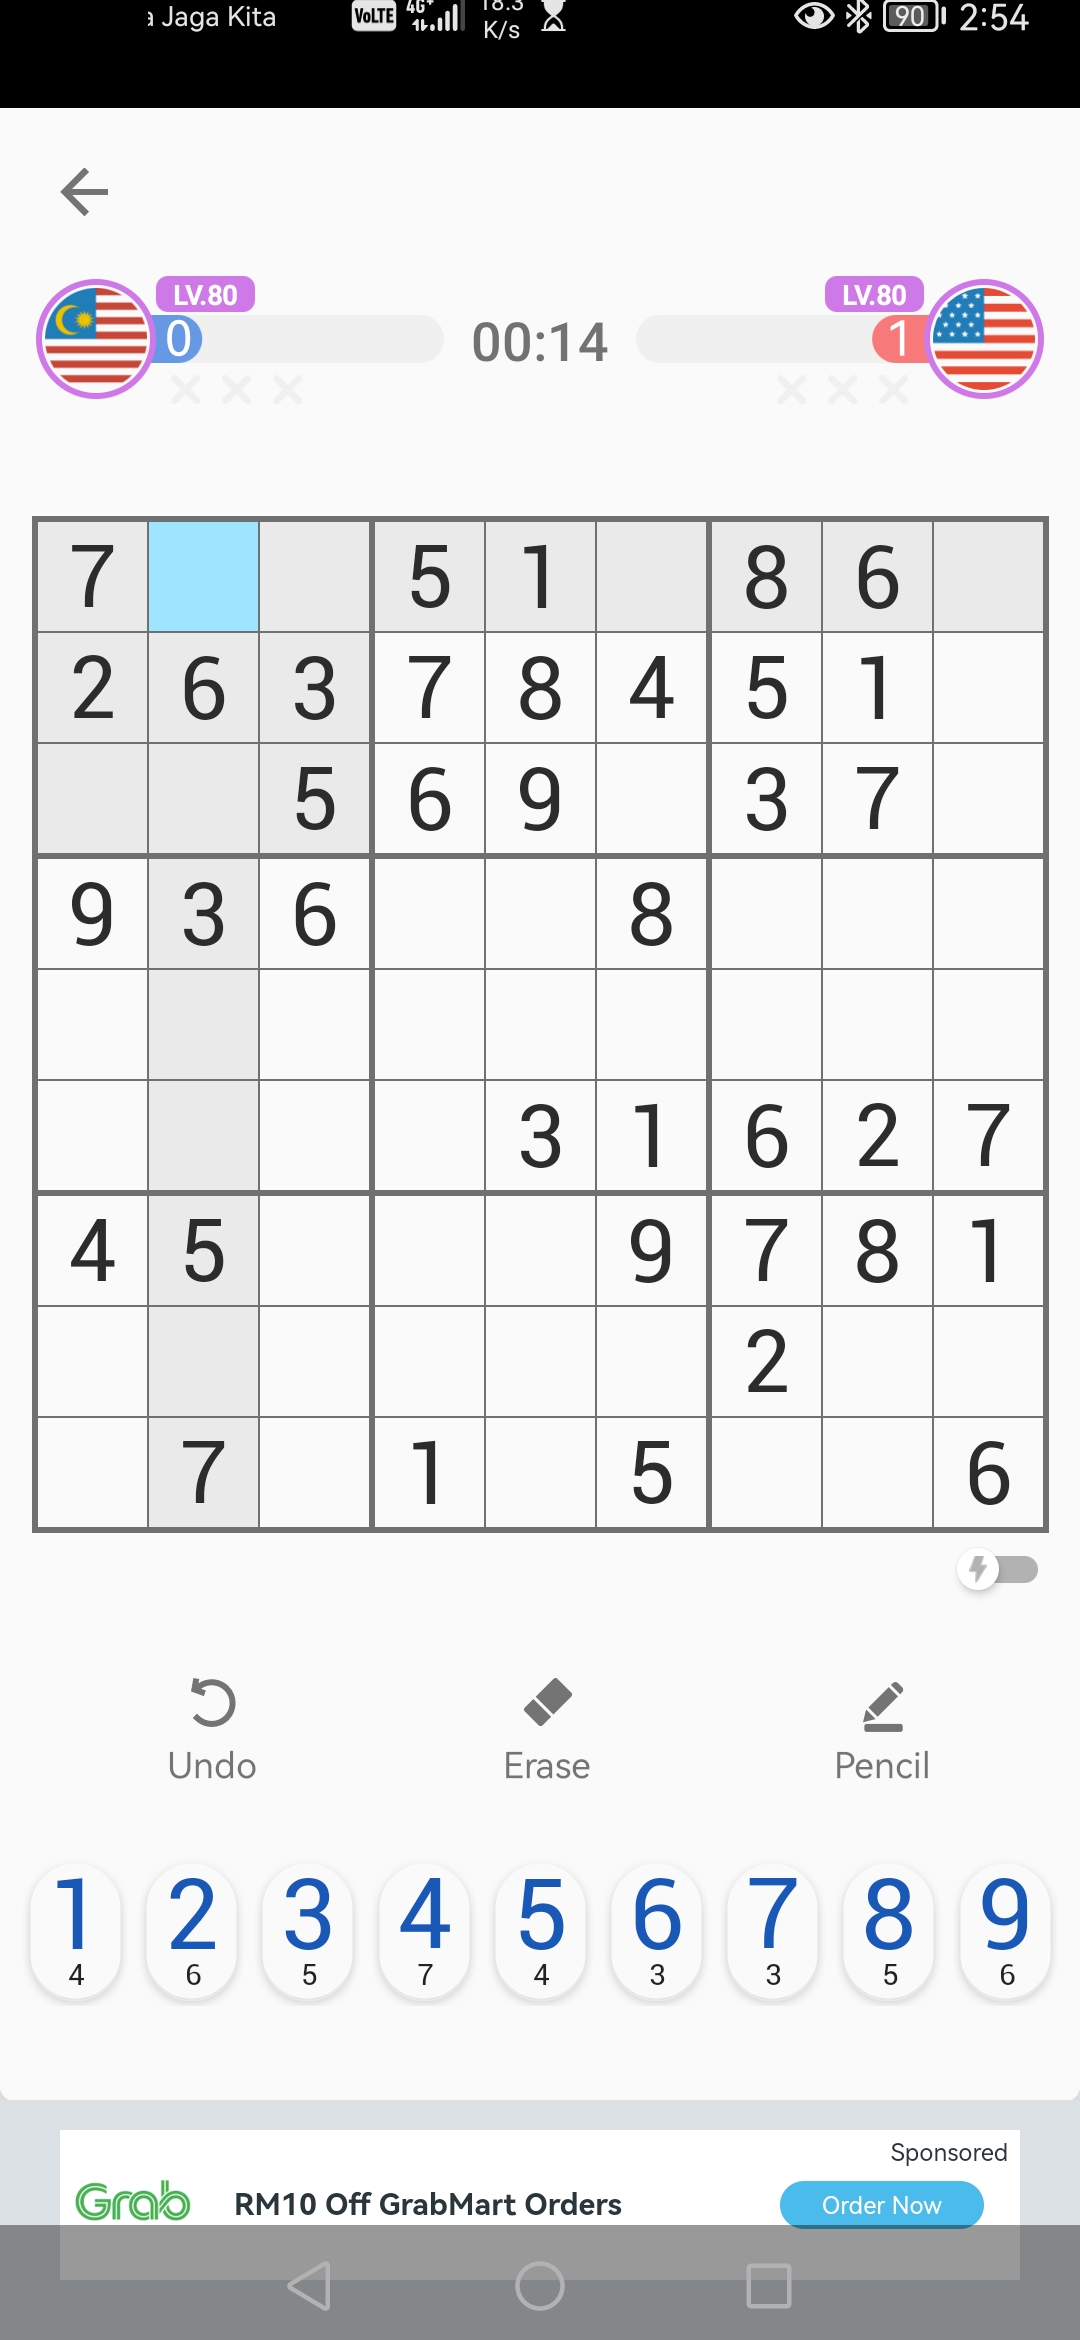 Jaga Kita VoLTE 4G+ 18.3 K/s 90 2:54
LV.80 LV.80
0 00:14 1
7 5 1 8 6
2 6 3 7 8 4 5 1
5 6 9 3 7
9 3 6 8
3 1 6 2 7
4 5 9 7 8 1
2
7 1 5 6
Undo Erase Pencil
1 2 3 4 5 6 7 8 9
4 6 5 7 4 3 3 5 6
Sponsored
Grab RM10 Off GrabMart Orders Order Now